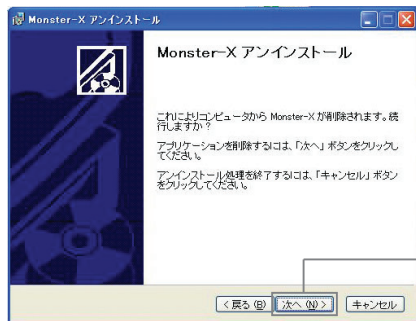 Monster-X アンインストール
Monster-X アンインストール
これによりコンピュータから Monster-X が削除されます。続
行しますか？
アプリケーションを削除するには、「次へ」ボタンをクリックし
てください。
アンインストール処理を終了するには、「キャンセル」ボタン
をクリックしてください。
< 戻る (B) 次へ (N) > キャンセル